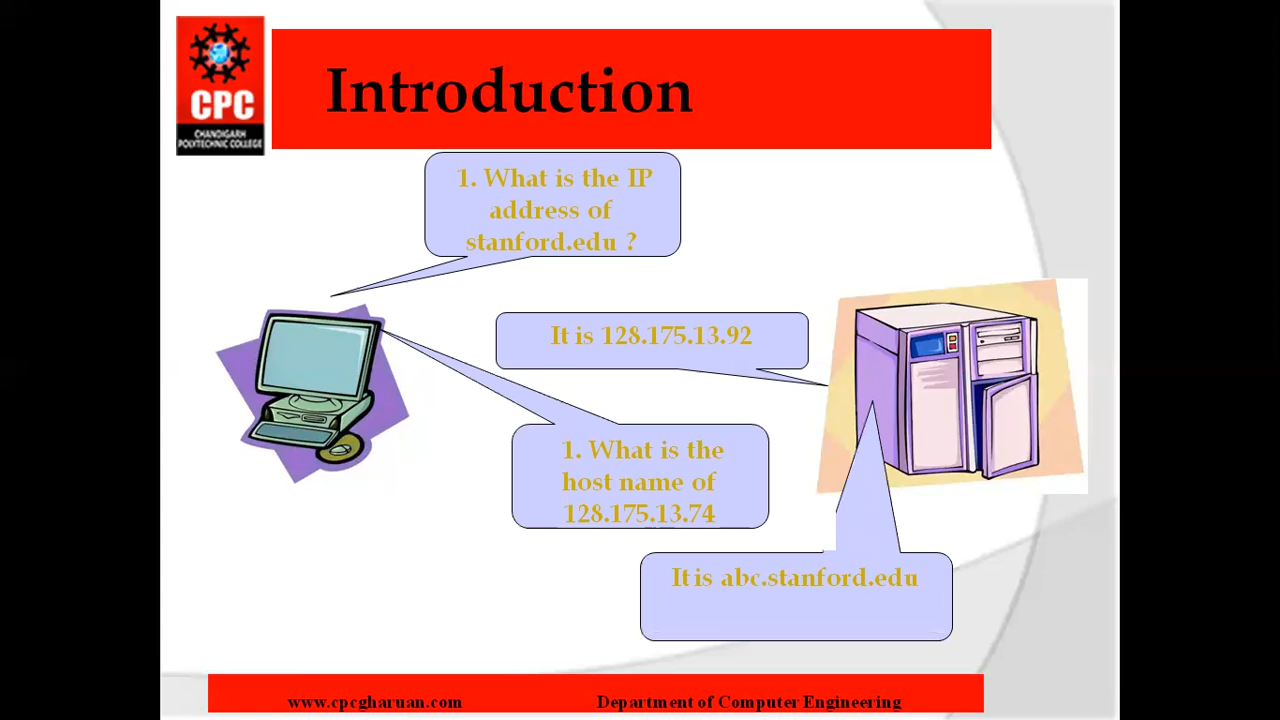 CPC
CHANDIGARH
POLYTECHNIC COLLEGE
Introduction
1. What is the IP
address of
stanford.edu ?
It is 128.175.13.92
1. What is the
host name of
128.175.13.74
It is abc.stanford.edu
www.cpcgharuan.com Department of Computer Engineering